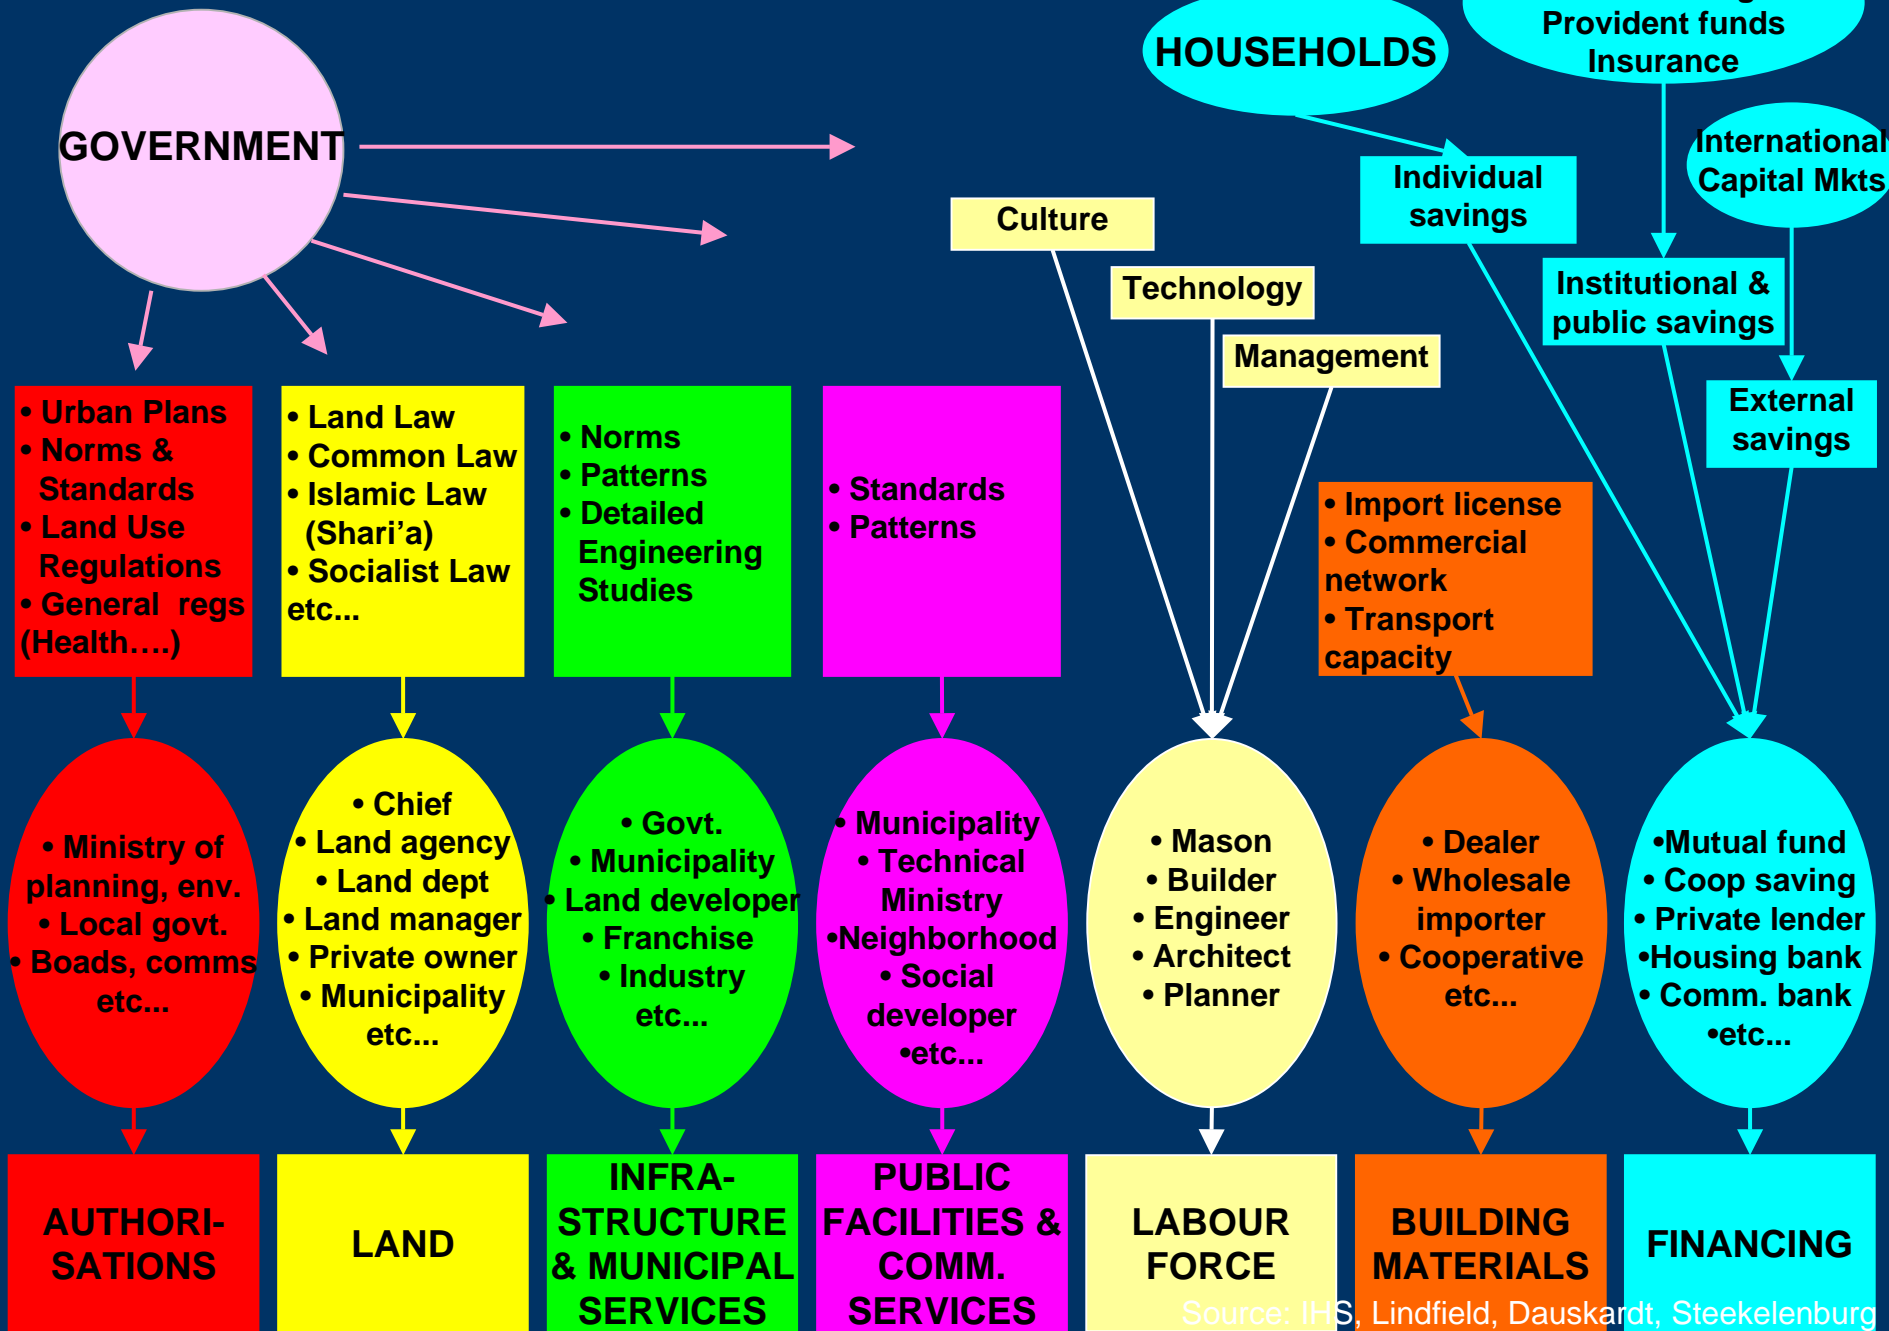 GOVERNMENT
HOUSEHOLDS
Provident funds
Insurance
International
Capital Mkts
Individual
savings
Institutional &
public savings
External
savings
Culture
Technology
Management
• Urban Plans
• Norms &
Standards
• Land Use
Regulations
• General regs
(Health....)
• Land Law
• Common Law
• Islamic Law
(Shari’a)
• Socialist Law
etc...
• Norms
• Patterns
• Detailed
Engineering
Studies
• Standards
• Patterns
• Import license
• Commercial
network
• Transport
capacity
• Ministry of
planning, env.
• Local govt.
• Boads, comms
etc...
• Chief
• Land agency
• Land dept
• Land manager
• Private owner
• Municipality
etc...
• Govt.
• Municipality
• Land developer
• Franchise
• Industry
etc...
• Municipality
• Technical
Ministry
•Neighborhood
• Social
developer
•etc...
• Mason
• Builder
• Engineer
• Architect
• Planner
• Dealer
• Wholesale
importer
• Cooperative
etc...
•Mutual fund
• Coop saving
• Private lender
•Housing bank
• Comm. bank
•etc...
AUTHORI-
SATIONS
LAND
INFRA-
STRUCTURE
& MUNICIPAL
SERVICES
PUBLIC
FACILITIES &
COMM.
SERVICES
LABOUR
FORCE
BUILDING
MATERIALS
FINANCING
Source: IHS, Lindfield, Dauskardt, Steekelenburg